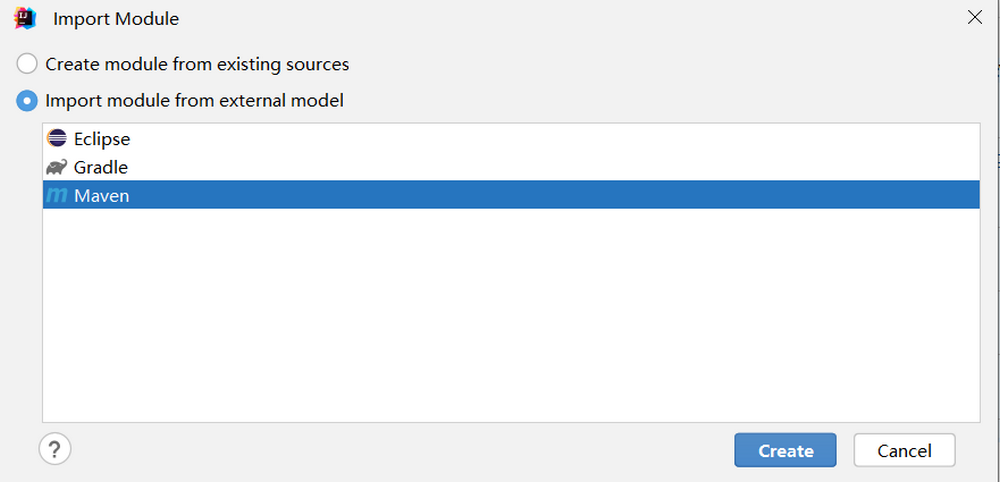 Import Module
Create module from existing sources
Import module from external model
Eclipse
Gradle
Maven
?
Create
Cancel